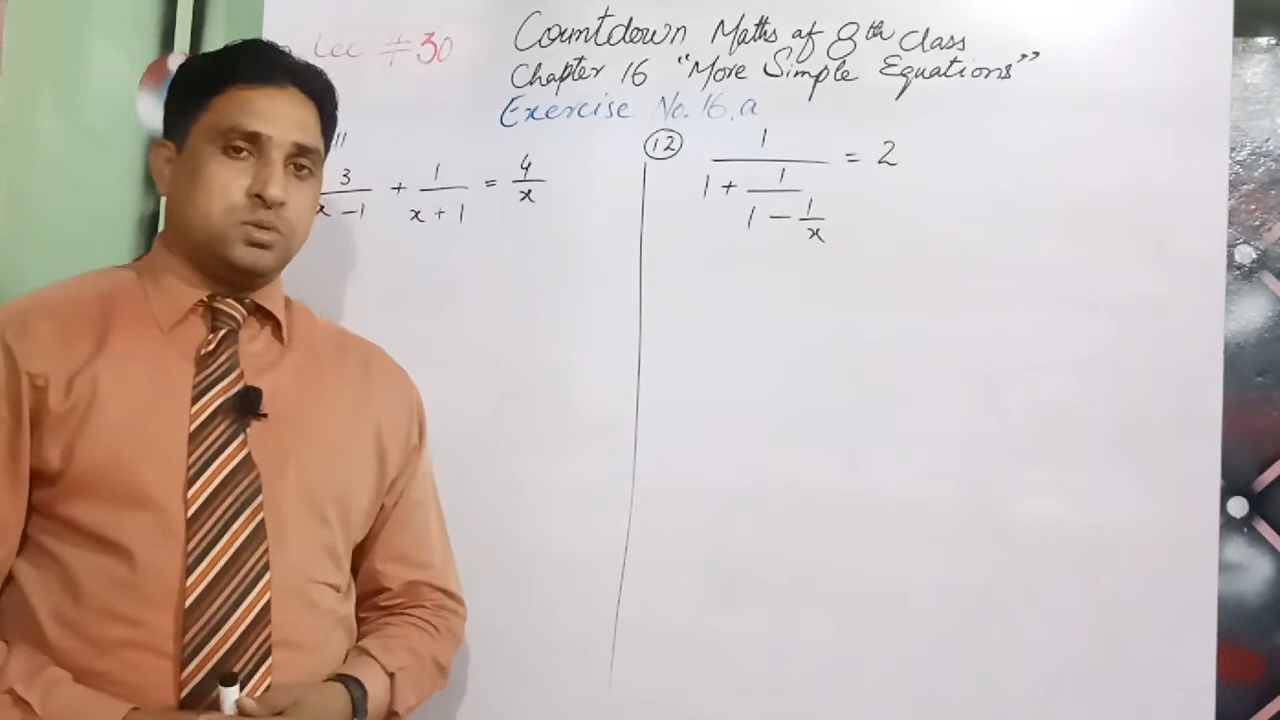 Lec #30
Countdown Maths of 8th Class
Chapter 16 "More Simple Equations"
Exercise No. 16.a
3/(x-1) + 1/(x+1) = 4/x
12 1/(1 + 1/(1 - 1/x)) = 2